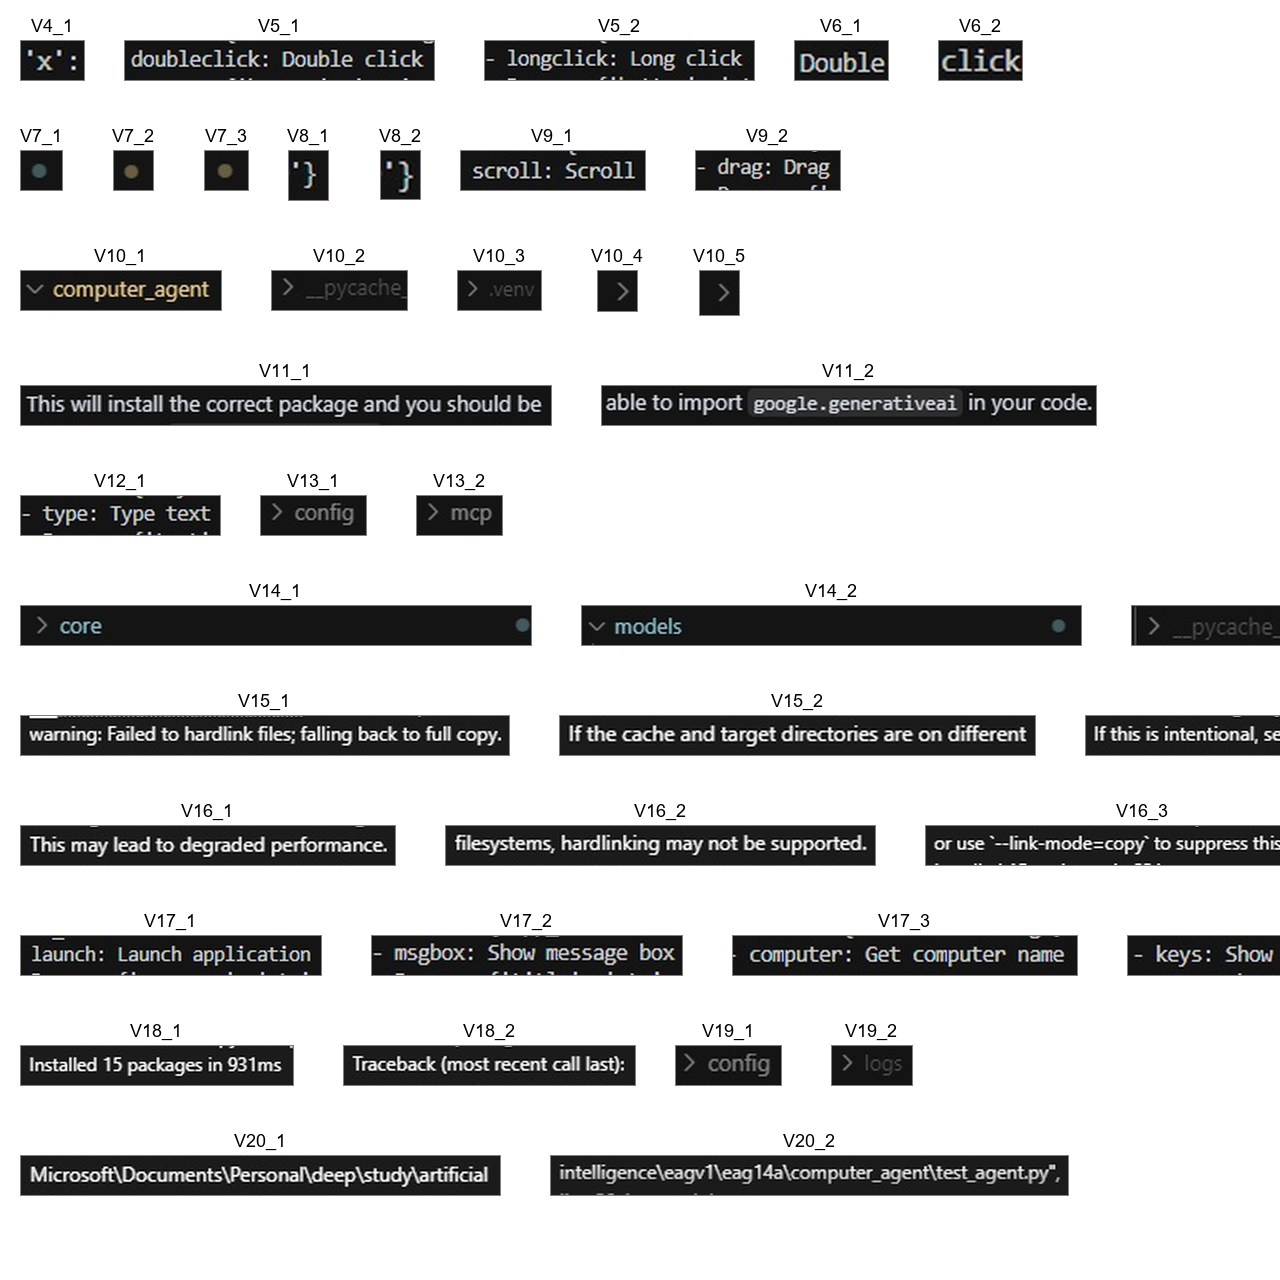 V4_1 V5_1 V5_2 V6_1 V6_2
'x': doubleclick: Double click - longclick: Long click Double click
V7_1 V7_2 V7_3 V8_1 V8_2 V9_1 V9_2
'} '} scroll: Scroll - drag: Drag
V10_1 V10_2 V10_3 V10_4 V10_5
computer_agent > __pycache_ > .venv > >
V11_1 V11_2
This will install the correct package and you should be able to import google.generativeai in your code.
V12_1 V13_1 V13_2
- type: Type text > config > mcp
V14_1 V14_2
> core models > __pycache_
V15_1 V15_2
warning: Failed to hardlink files; falling back to full copy. If the cache and target directories are on different If this is intentional, se
V16_1 V16_2 V16_3
This may lead to degraded performance. filesystems, hardlinking may not be supported. or use `--link-mode=copy` to suppress this
V17_1 V17_2 V17_3
launch: Launch application - msgbox: Show message box - computer: Get computer name - keys: Show
V18_1 V18_2 V19_1 V19_2
Installed 15 packages in 931ms Traceback (most recent call last): > config > logs
V20_1 V20_2
Microsoft\Documents\Personal\deep\study\artificial intelligence\eagv1\eag14a\computer_agent\test_agent.py",